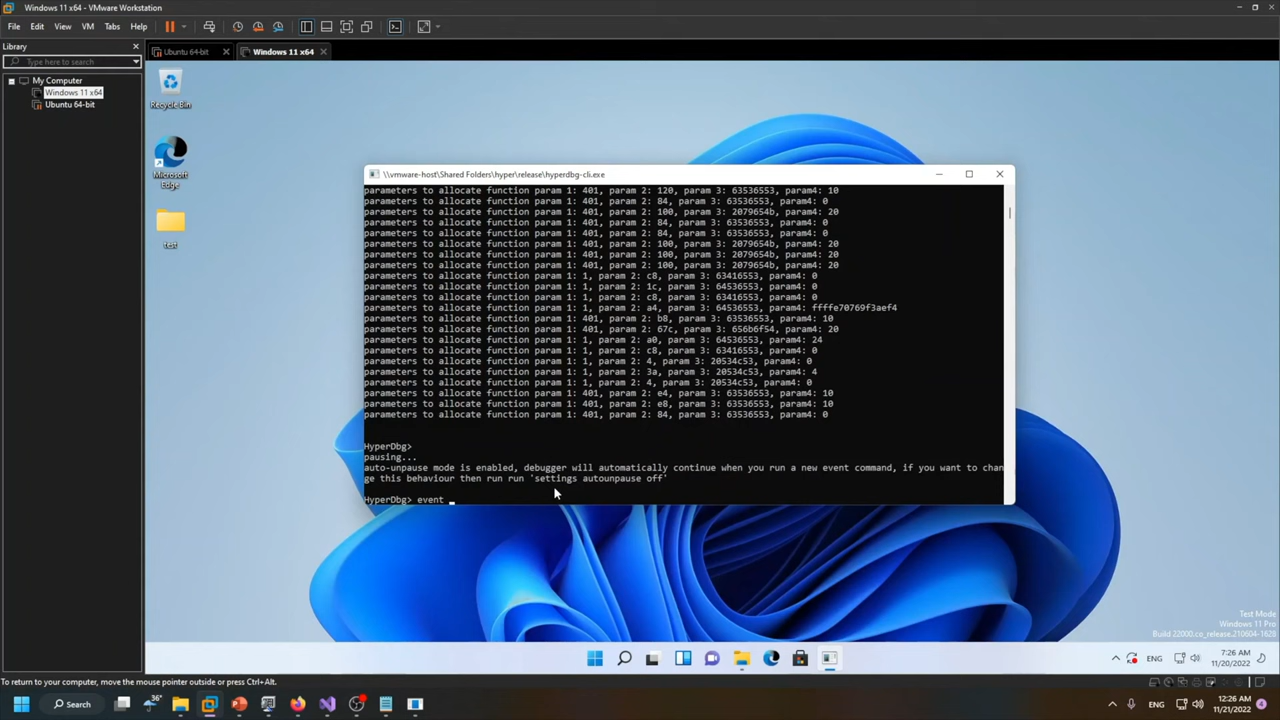 Windows 11 x64 - VMware Workstation
File Edit View VM Tabs Help
Library
Type here to search
My Computer
Windows 11 x64
Ubuntu 64-bit
Ubuntu 64-bit
Windows 11 x64
Recycle Bin
Microsoft
Edge
test
\\vmware-host\Shared Folders\hyper\release\hyperdbg-cli.exe
parameters to allocate function param 1: 401, param 2: 120, param 3: 63536553, param4: 10
parameters to allocate function param 1: 401, param 2: 84, param 3: 63536553, param4: 0
parameters to allocate function param 1: 401, param 2: 100, param 3: 2079654b, param4: 20
parameters to allocate function param 1: 401, param 2: 84, param 3: 63536553, param4: 0
parameters to allocate function param 1: 401, param 2: 84, param 3: 63536553, param4: 0
parameters to allocate function param 1: 401, param 2: 100, param 3: 2079654b, param4: 20
parameters to allocate function param 1: 401, param 2: 100, param 3: 2079654b, param4: 20
parameters to allocate function param 1: 401, param 2: 100, param 3: 2079654b, param4: 20
parameters to allocate function param 1: 1, param 2: c8, param 3: 63416553, param4: 0
parameters to allocate function param 1: 1, param 2: 1c, param 3: 64536553, param4: 0
parameters to allocate function param 1: 1, param 2: c8, param 3: 63416553, param4: 0
parameters to allocate function param 1: 1, param 2: a4, param 3: 64536553, param4: ffffe70769f3aef4
parameters to allocate function param 1: 401, param 2: b8, param 3: 63536553, param4: 10
parameters to allocate function param 1: 401, param 2: 67c, param 3: 656b6f54, param4: 20
parameters to allocate function param 1: 1, param 2: a0, param 3: 64536553, param4: 24
parameters to allocate function param 1: 1, param 2: c8, param 3: 63416553, param4: 0
parameters to allocate function param 1: 1, param 2: 4, param 3: 20534c53, param4: 0
parameters to allocate function param 1: 1, param 2: 3a, param 3: 20534c53, param4: 4
parameters to allocate function param 1: 1, param 2: 4, param 3: 20534c53, param4: 0
parameters to allocate function param 1: 401, param 2: e4, param 3: 63536553, param4: 10
parameters to allocate function param 1: 401, param 2: e8, param 3: 63536553, param4: 10
parameters to allocate function param 1: 401, param 2: 84, param 3: 63536553, param4: 0
HyperDbg>
pausing...
auto-unpause mode is enabled, debugger will automatically continue when you run a new event command, if you want to chan
ge this behaviour then run run 'settings autounpause off'
HyperDbg> event
Test Mode
Windows 11 Pro
Build 22000.co_release.210604-1628
ENG
7:26 AM
11/20/2022
To return to your computer, move the mouse pointer outside or press Ctrl+Alt.
Search
36°
ENG
12:26 AM
11/21/2022
4